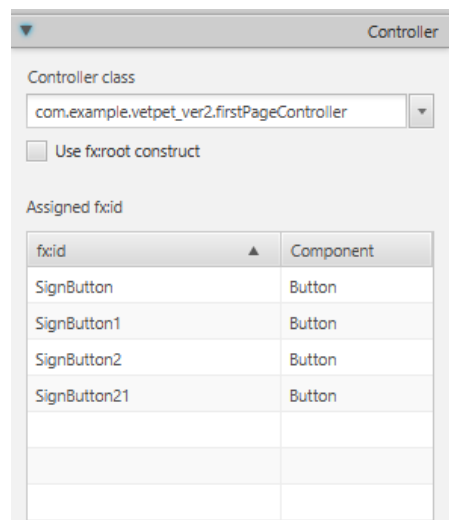 Controller
Controller class
com.example.vetpet_ver2.firstPageController
Use fx:root construct
Assigned fx:id
fx:id Component
SignButton Button
SignButton1 Button
SignButton2 Button
SignButton21 Button